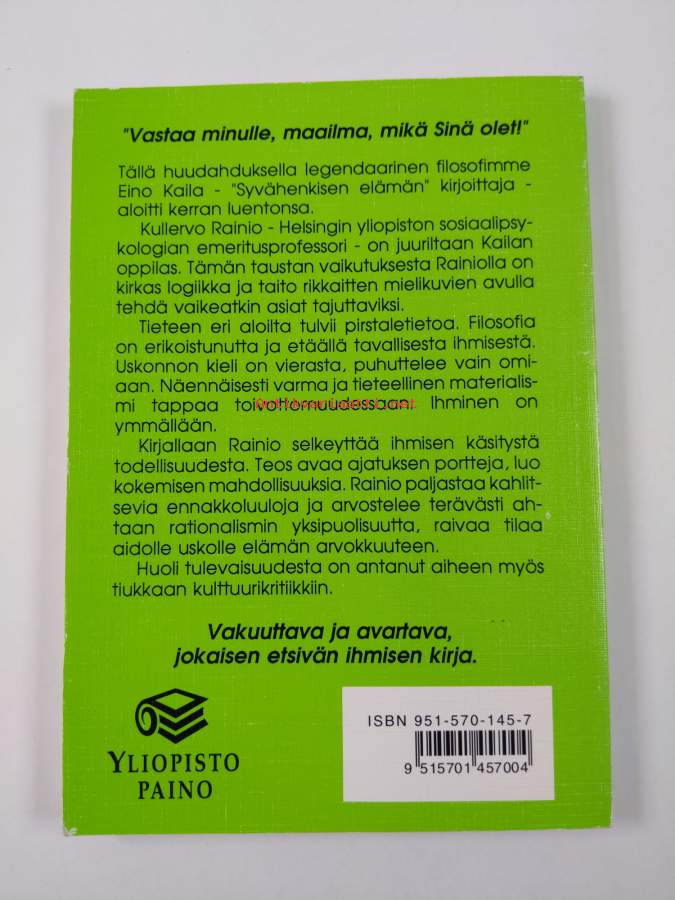 "Vastaa minulle, maailma, mikä Sinä olet!"
Tällä huudahduksella legendaarinen filosofimme
Eino Kaila - "Syvähenkisen elämän" kirjoittaja -
aloitti kerran luentonsa.
Kullervo Rainio - Helsingin yliopiston sosiaalipsy-
kologian emeritusprofessori - on juuriltaan Kailan
oppilas. Tämän taustan vaikutuksesta Rainiolla on
kirkas logiikka ja taito rikkaitten mielikuvien avulla
tehdä vaikeatkin asiat tajuttaviksi.
Tieteen eri aloilta tulvii pirstaletietoa. Filosofia
on erikoistunutta ja etäällä tavallisesta ihmisestä.
Uskonnon kieli on vierasta, puhuttelee vain omi-
aan. Näennäisesti varma ja tieteellinen materialis-
mi tappaa toivottomuudessaan. Ihminen on
ymmällään.
Kirjallaan Rainio selkeyttää ihmisen käsitystä
todellisuudesta. Teos avaa ajatuksen portteja, luo
kokemisen mahdollisuuksia. Rainio paljastaa kahlit-
sevia ennakkoluuloja ja arvostelee terävästi ah-
taan rationalismin yksipuolisuutta, raivaa tilaa
aidolle uskolle elämän arvokkuuteen.
Huoli tulevaisuudesta on antanut aiheen myös
tiukkaan kulttuurikritiikkiin.
Vakuuttava ja avartava,
jokaisen etsivän ihmisen kirja.
YLIOPISTO
PAINO
ISBN 951-570-145-7
9 515701 457004